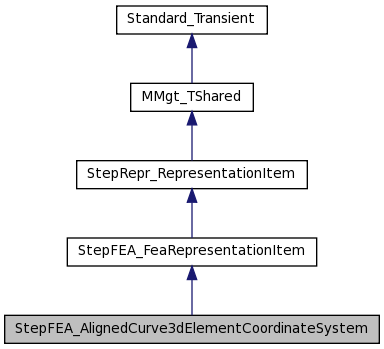 Standard_Transient
MMgt_TShared
StepRepr_RepresentationItem
StepFEA_FeaRepresentationItem
StepFEA_AlignedCurve3dElementCoordinateSystem